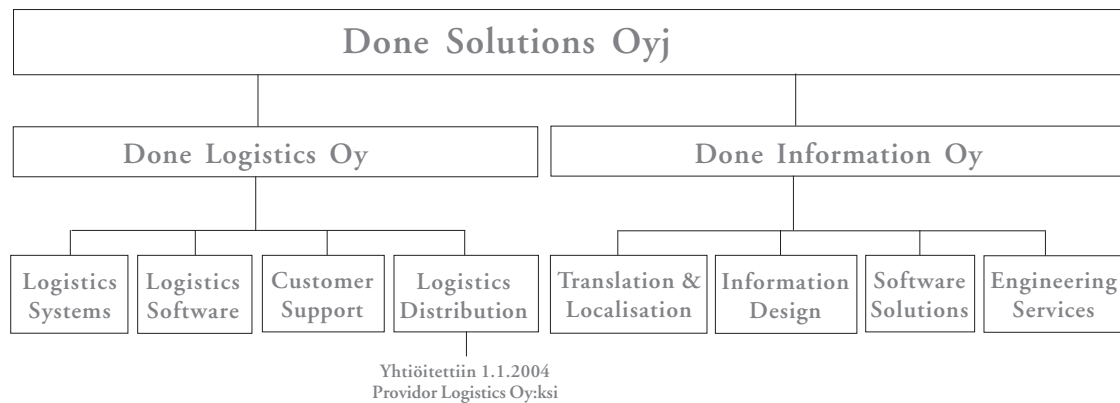 Done Solutions Oyj
Done Logistics Oy
Done Information Oy
Logistics
Systems
Logistics
Software
Customer
Support
Logistics
Distribution
Translation &
Localisation
Information
Design
Software
Solutions
Engineering
Services
Yhtiöitettiin 1.1.2004
Providor Logistics Oy:ksi